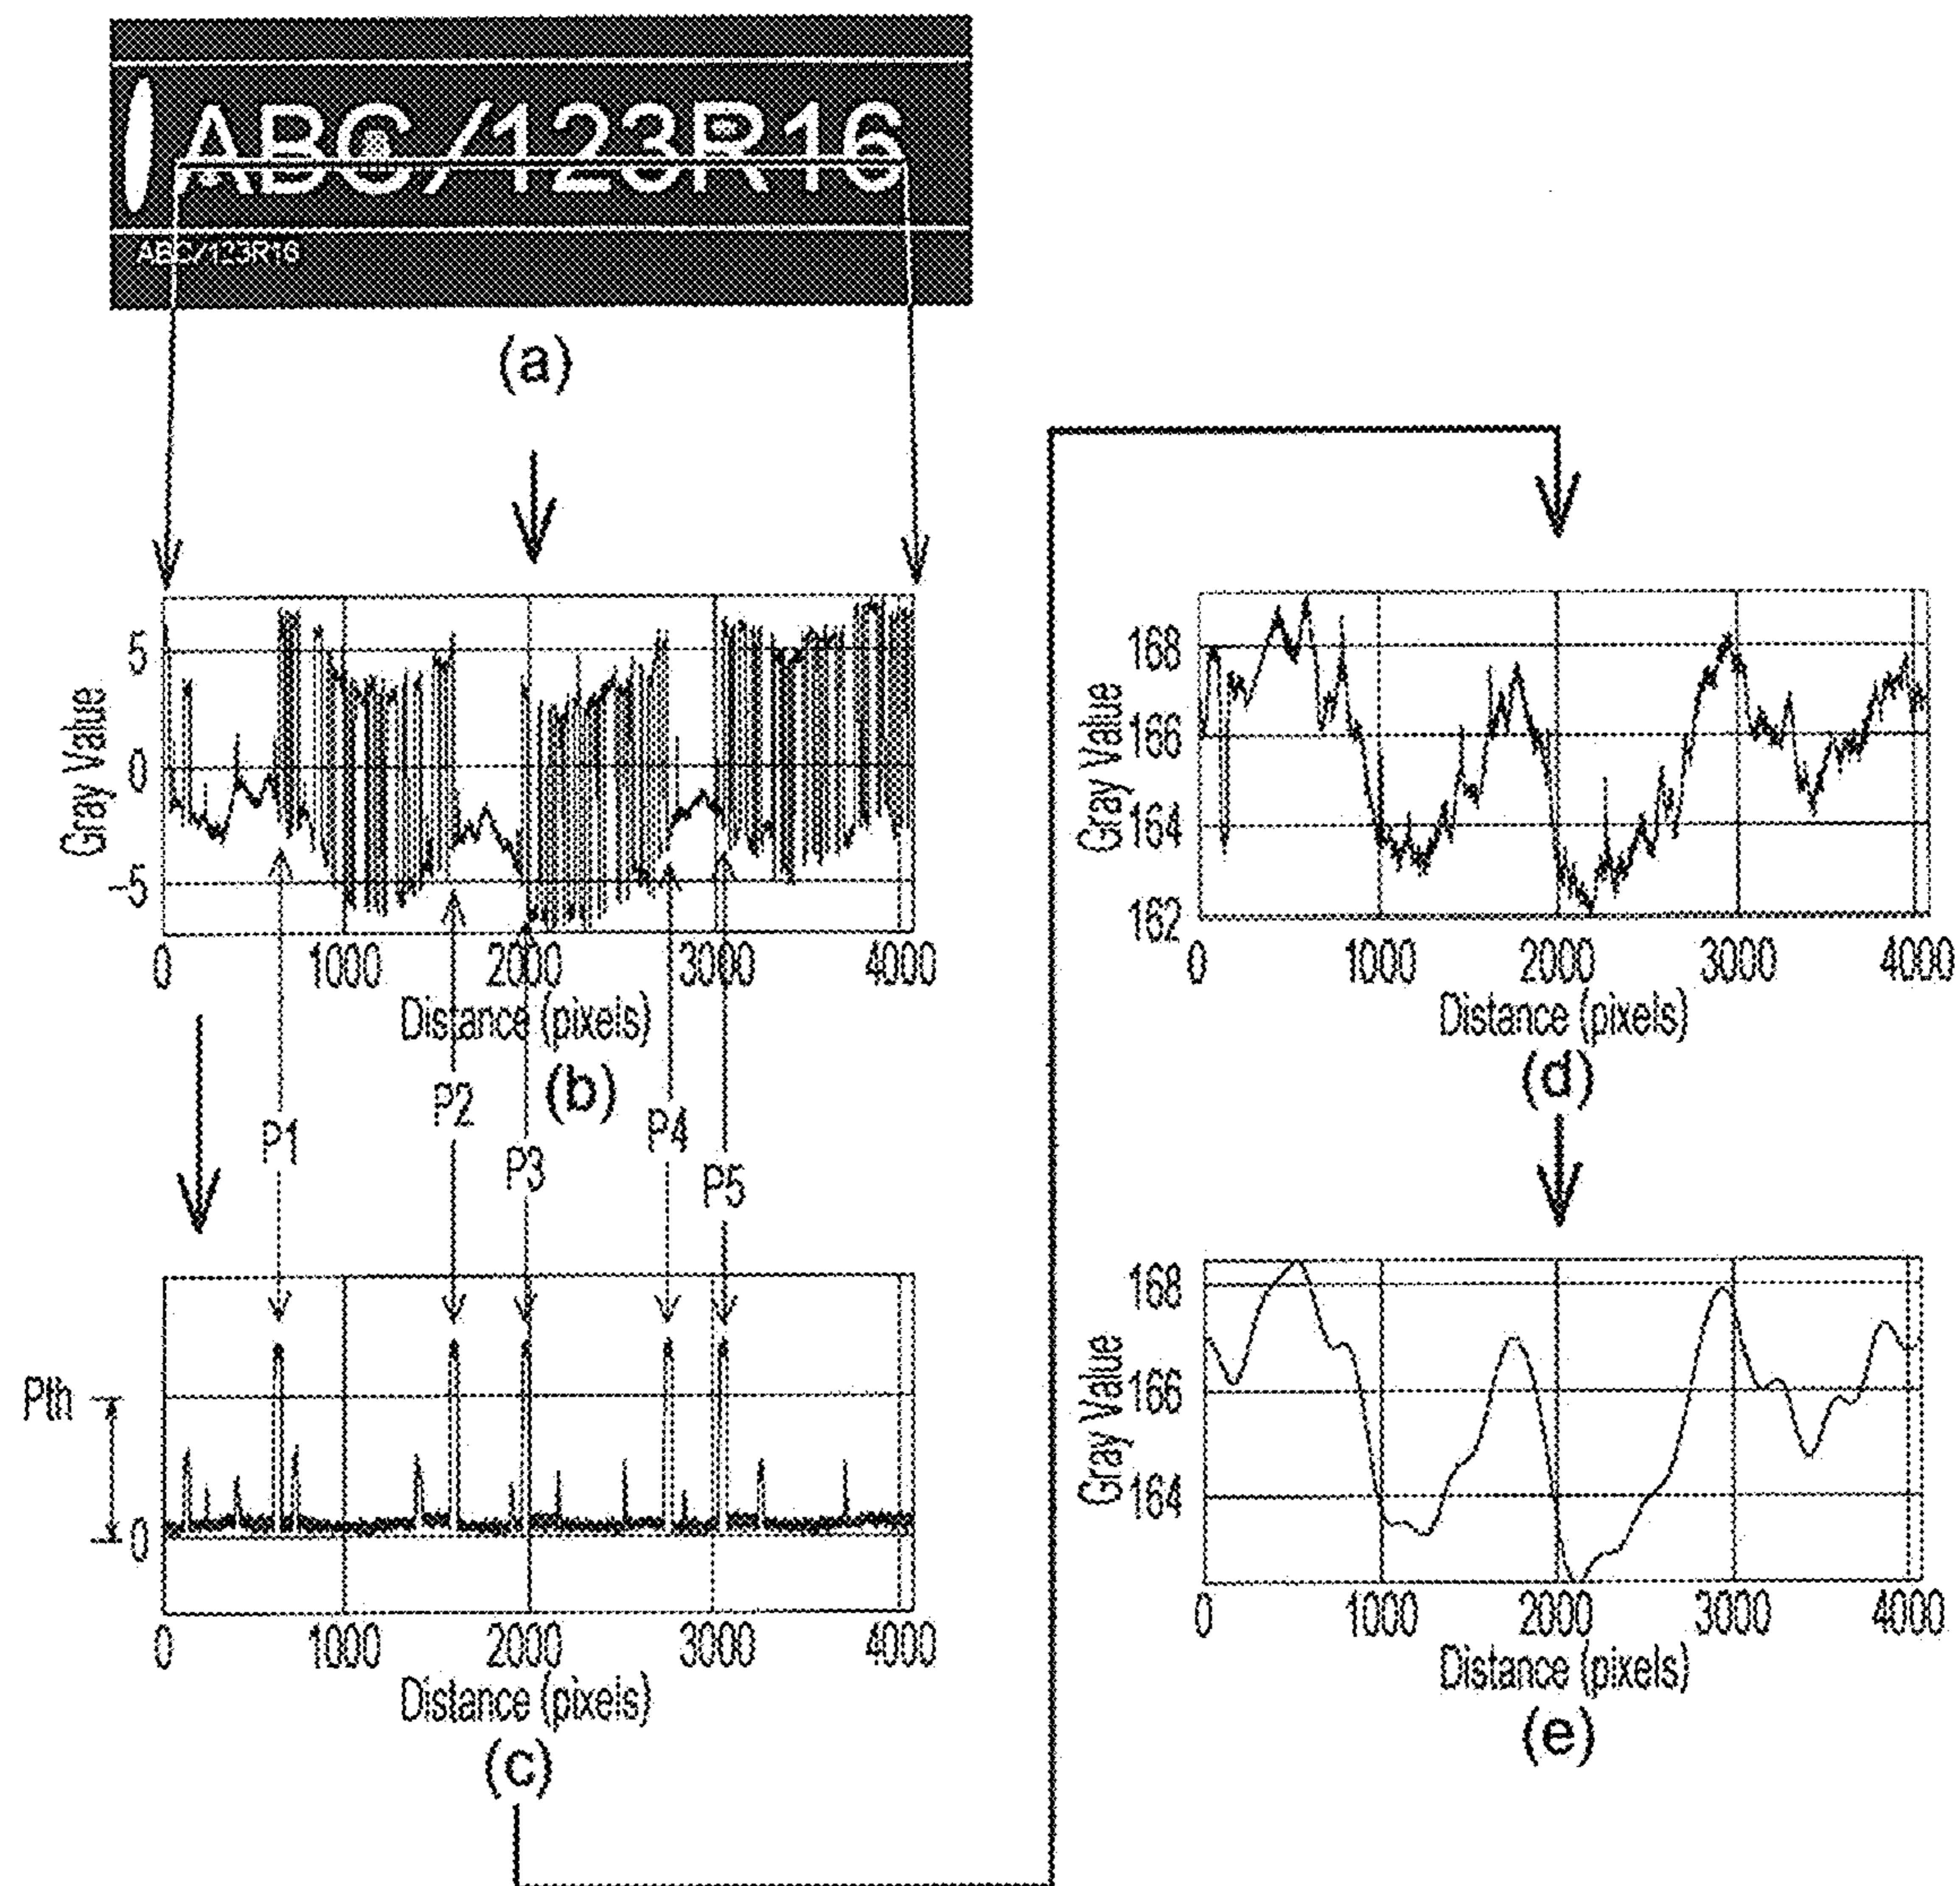 ABC/123R16
ABC/123R16
(a)
Gray Value
5
0
-5
0 1000 2000 3000 4000
Distance (pixels)
(b)
P1
P2
P3
P4
P5
Pth
0
0 1000 2000 3000 4000
Distance (pixels)
(c)
Gray Value
168
166
164
162
0 1000 2000 3000 4000
Distance (pixels)
(d)
Gray Value
168
166
164
0 1000 2000 3000 4000
Distance (pixels)
(e)